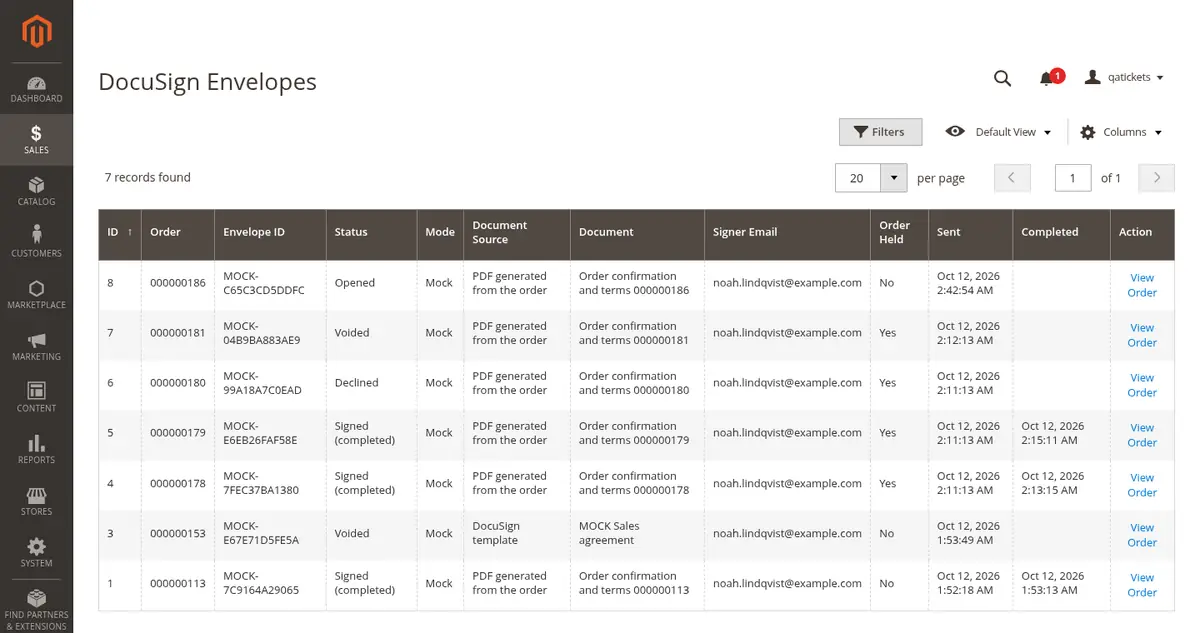 DASHBOARD
$
SALES
CATALOG
CUSTOMERS
MARKETPLACE
MARKETING
CONTENT
REPORTS
STORES
SYSTEM
FIND PARTNERS
& EXTENSIONS
DocuSign Envelopes
1
qatickets
Filters
Default View
Columns
7 records found
20
per page
1
of 1
ID ↑ Order Envelope ID Status Mode Document Source Document Signer Email Order Held Sent Completed Action
8 000000186 MOCK-C65C3CD5DDFC Opened Mock PDF generated from the order Order confirmation and terms 000000186 noah.lindqvist@example.com No Oct 12, 2026 2:42:54 AM View Order
7 000000181 MOCK-04B9BA883AE9 Voided Mock PDF generated from the order Order confirmation and terms 000000181 noah.lindqvist@example.com Yes Oct 12, 2026 2:12:13 AM View Order
6 000000180 MOCK-99A18A7C0EAD Declined Mock PDF generated from the order Order confirmation and terms 000000180 noah.lindqvist@example.com Yes Oct 12, 2026 2:11:13 AM View Order
5 000000179 MOCK-E6EB26FAF58E Signed (completed) Mock PDF generated from the order Order confirmation and terms 000000179 noah.lindqvist@example.com Yes Oct 12, 2026 2:11:13 AM Oct 12, 2026 2:15:11 AM View Order
4 000000178 MOCK-7FEC37BA1380 Signed (completed) Mock PDF generated from the order Order confirmation and terms 000000178 noah.lindqvist@example.com Yes Oct 12, 2026 2:11:13 AM Oct 12, 2026 2:13:15 AM View Order
3 000000153 MOCK-E67E71D5FE5A Voided Mock DocuSign template MOCK Sales agreement noah.lindqvist@example.com No Oct 12, 2026 1:53:49 AM View Order
1 000000113 MOCK-7C9164A29065 Signed (completed) Mock PDF generated from the order Order confirmation and terms 000000113 noah.lindqvist@example.com No Oct 12, 2026 1:52:18 AM Oct 12, 2026 1:53:13 AM View Order